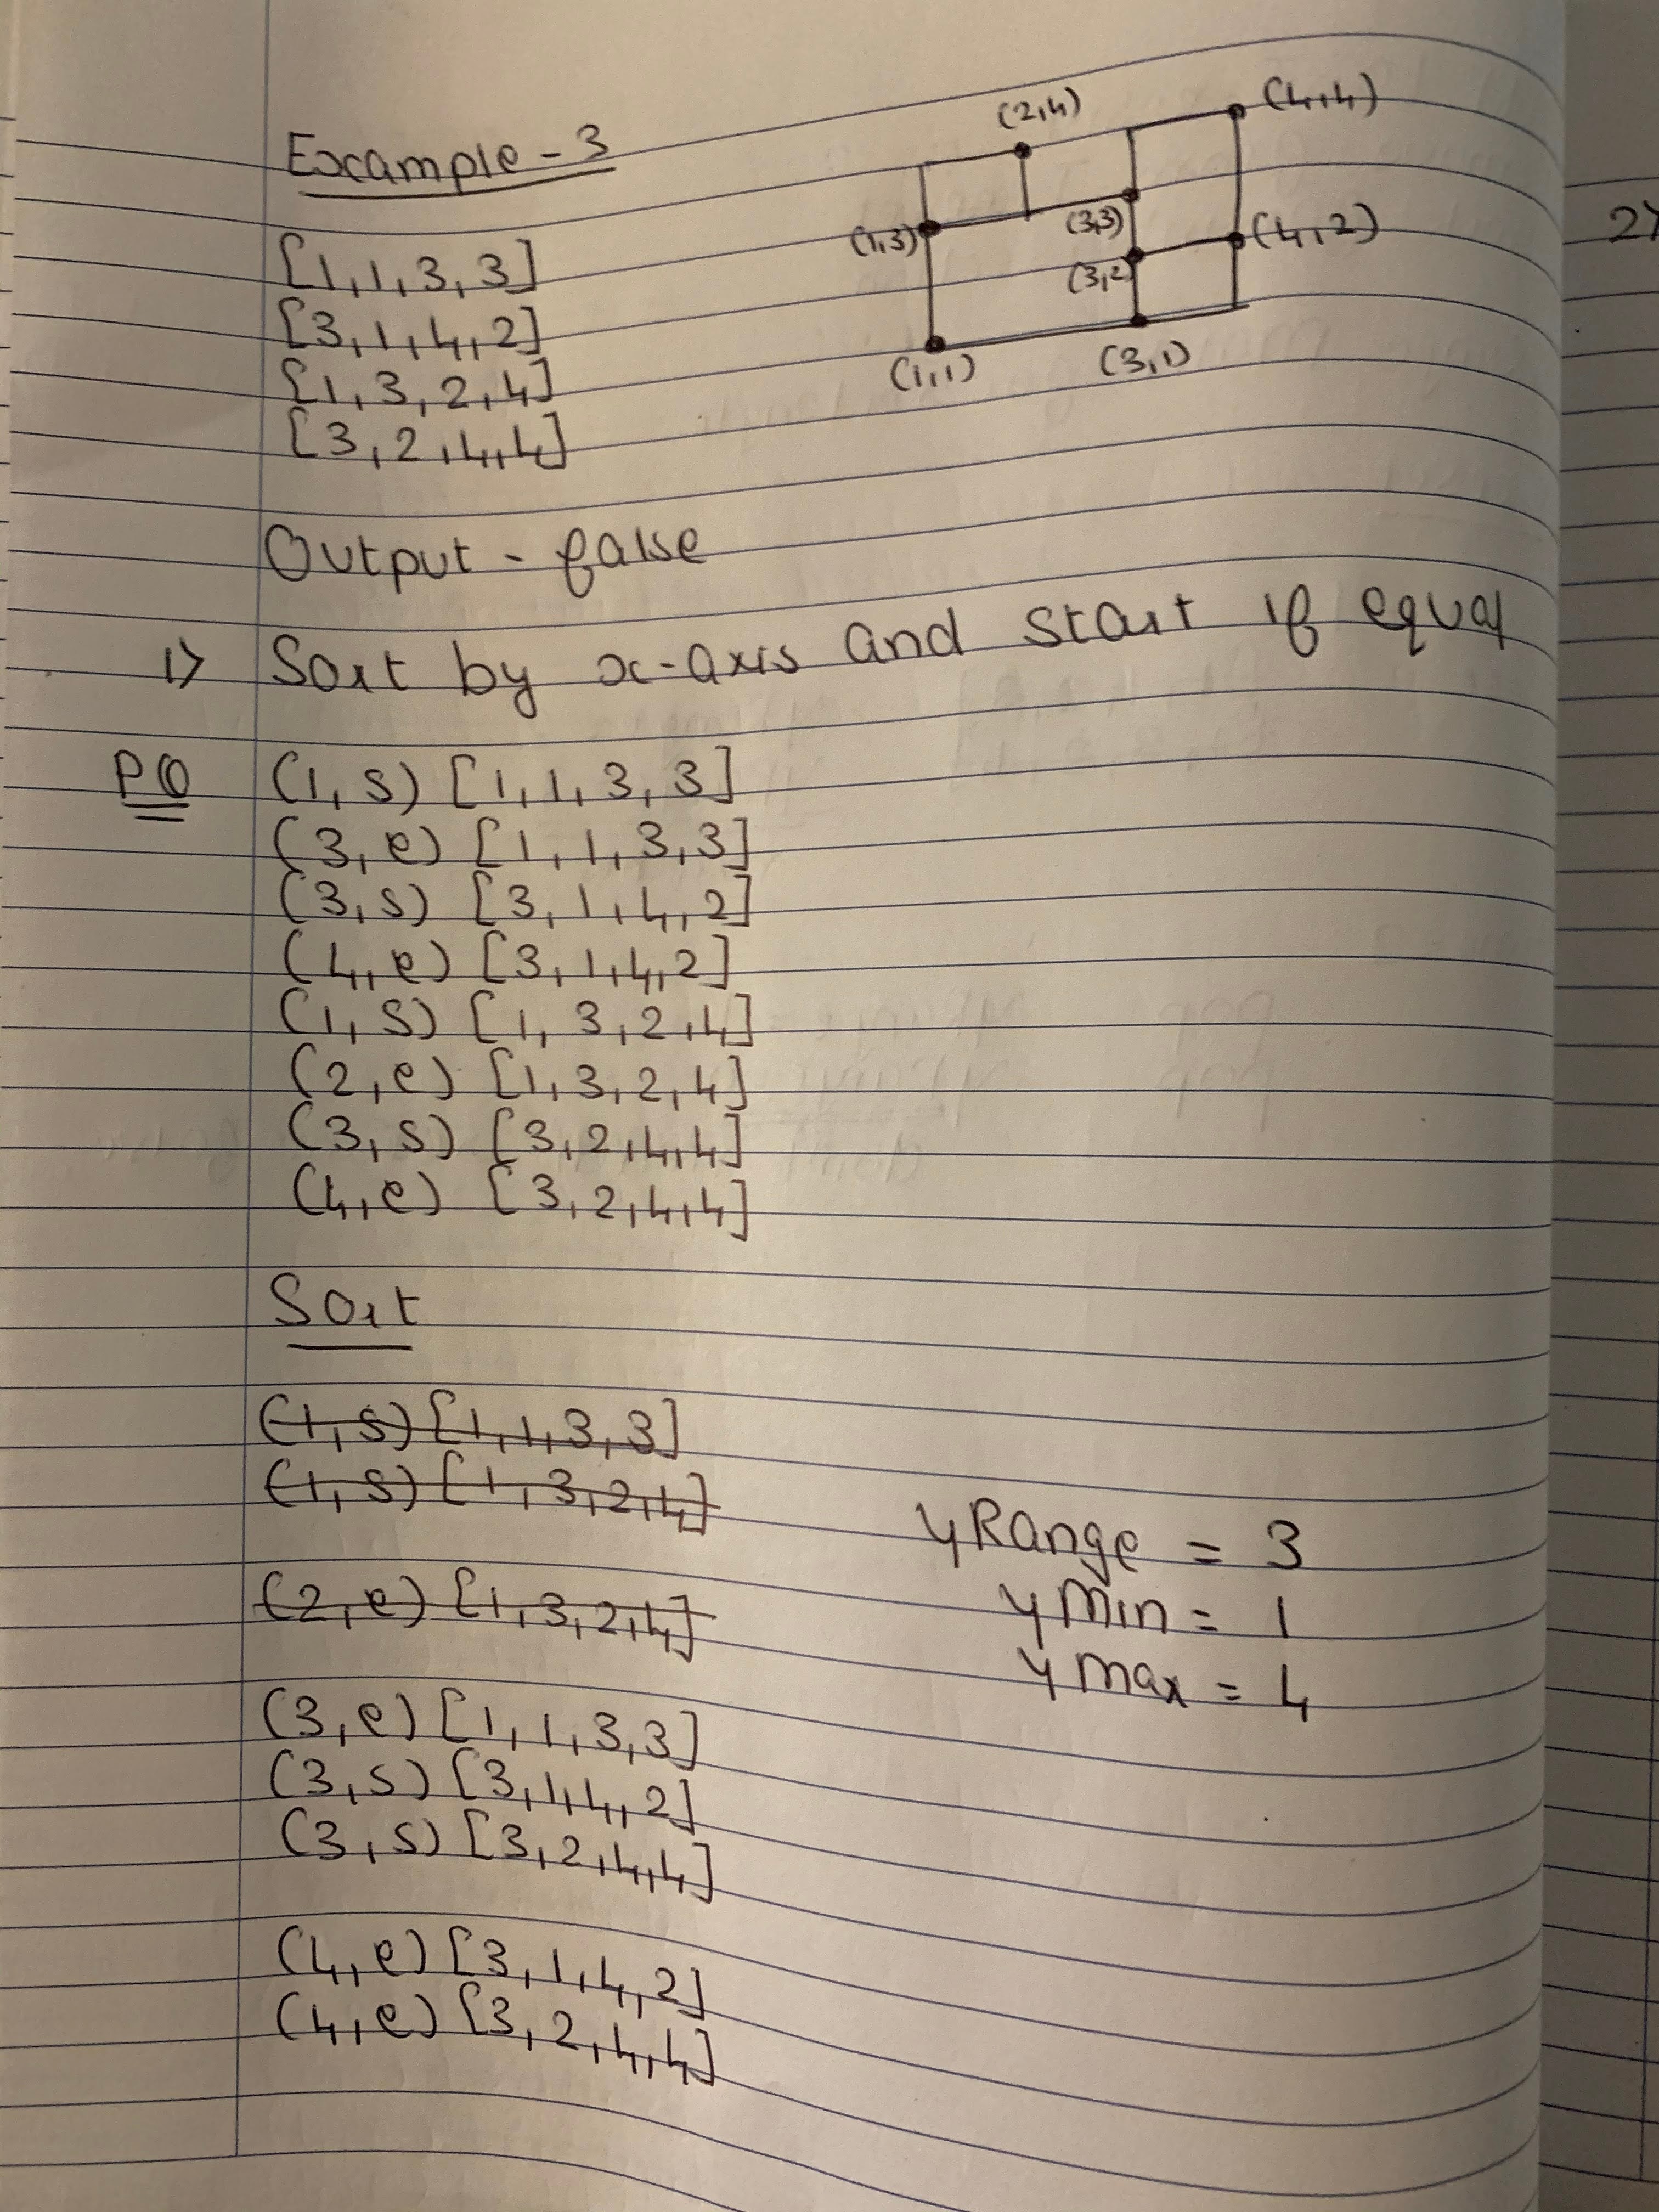 Example - 3
(2,4)
(4,4)
(1,3)
(3,3)
(4,2)
(3,2
(1,1)
(3,1)
[1,1,3,3]
[3,1,4,2]
[1,3,2,4]
[3,2,4,4]
Output - false
1> Sort by x-axis and start if equal
PQ (1,s) [1,1,3,3]
(3,e) [1,1,3,3]
(3,s) [3,1,4,2]
(4,e) [3,1,4,2]
(1,s) [1,3,2,4]
(2,e) [1,3,2,4]
(3,s) [3,2,4,4]
(4,e) [3,2,4,4]
Sort
(1,s) [1,1,3,3]
(1,s) [1,3,2,4]
(2,e) [1,3,2,4]
(3,e) [1,1,3,3]
(3,s) [3,1,4,2]
(3,s) [3,2,4,4]
(4,e) [3,1,4,2]
(4,e) [3,2,4,4]
yRange = 3
yMin = 1
yMax = 4
2>